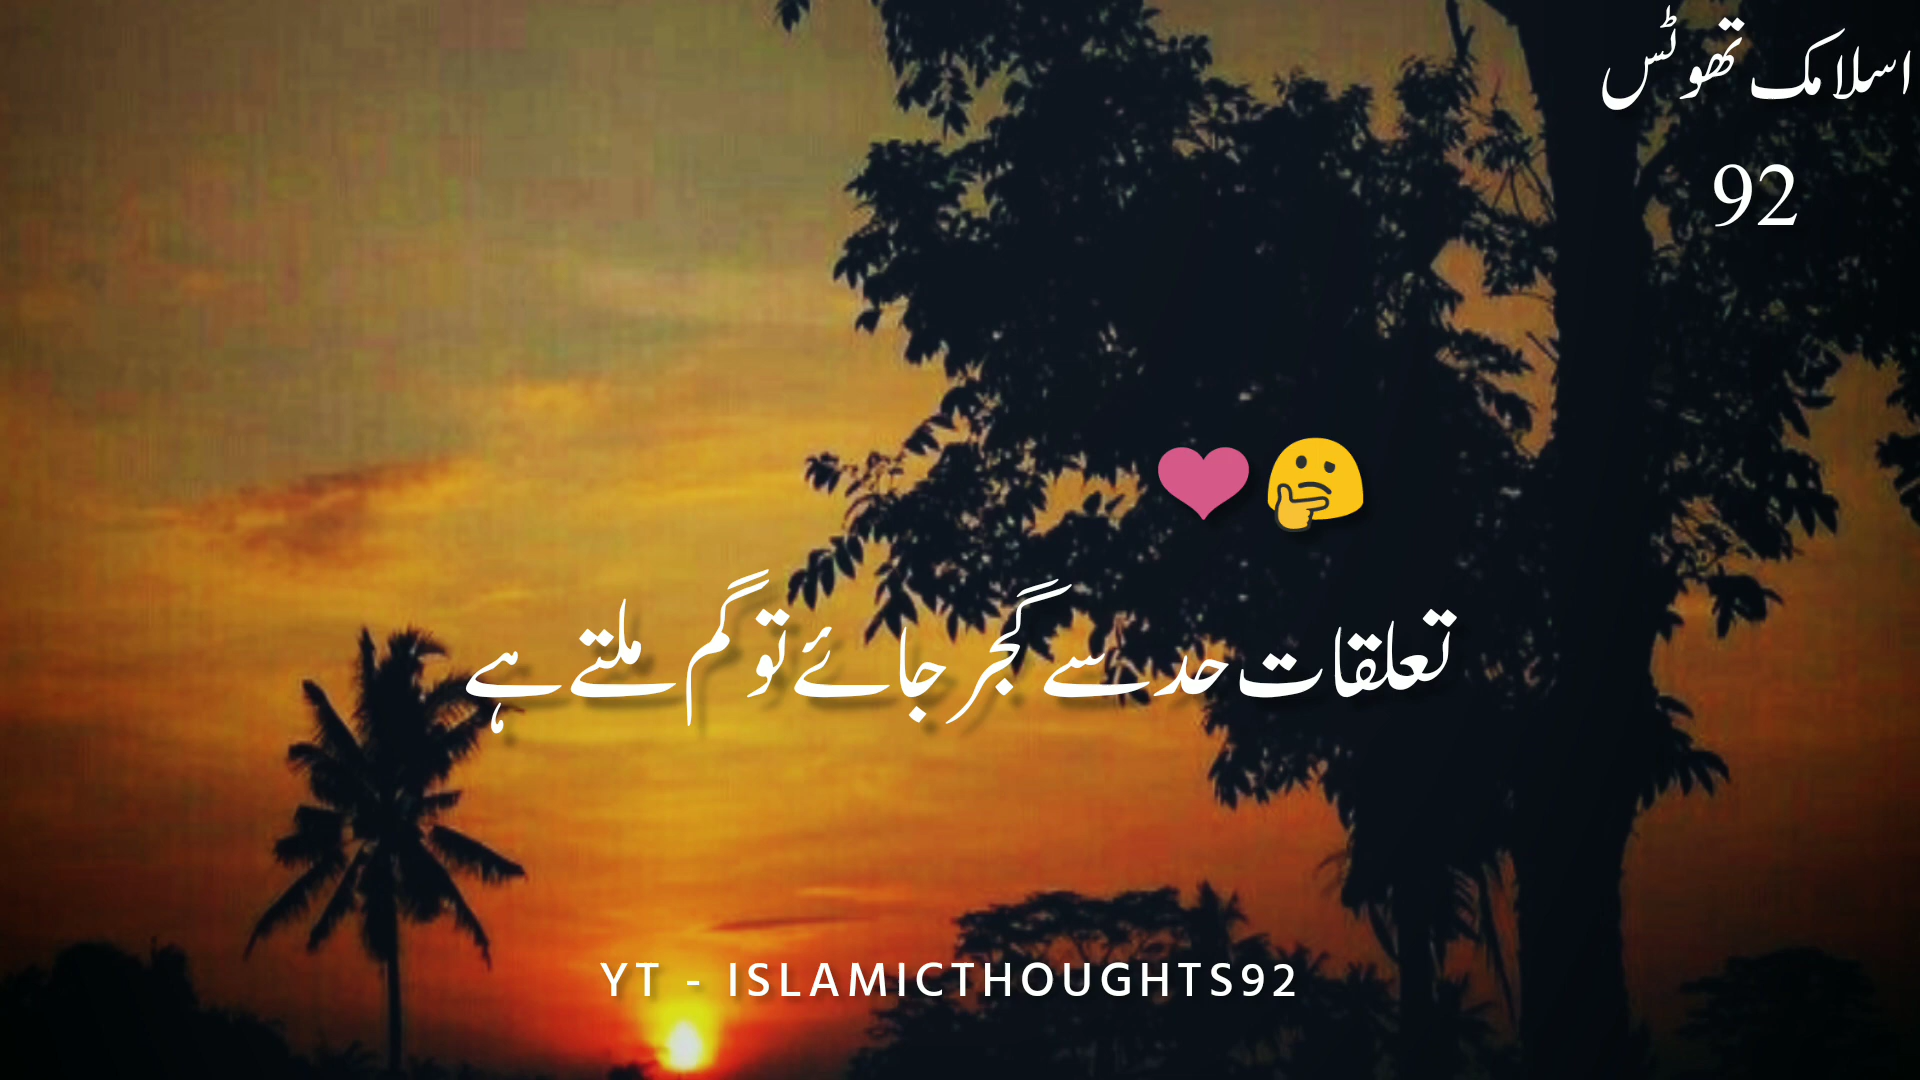 اسلامک تھوٹس
92
❤🤔
تعلقات حد سے گجر جائے تو گم ملتے ہے
YT - ISLAMICTHOUGHTS92